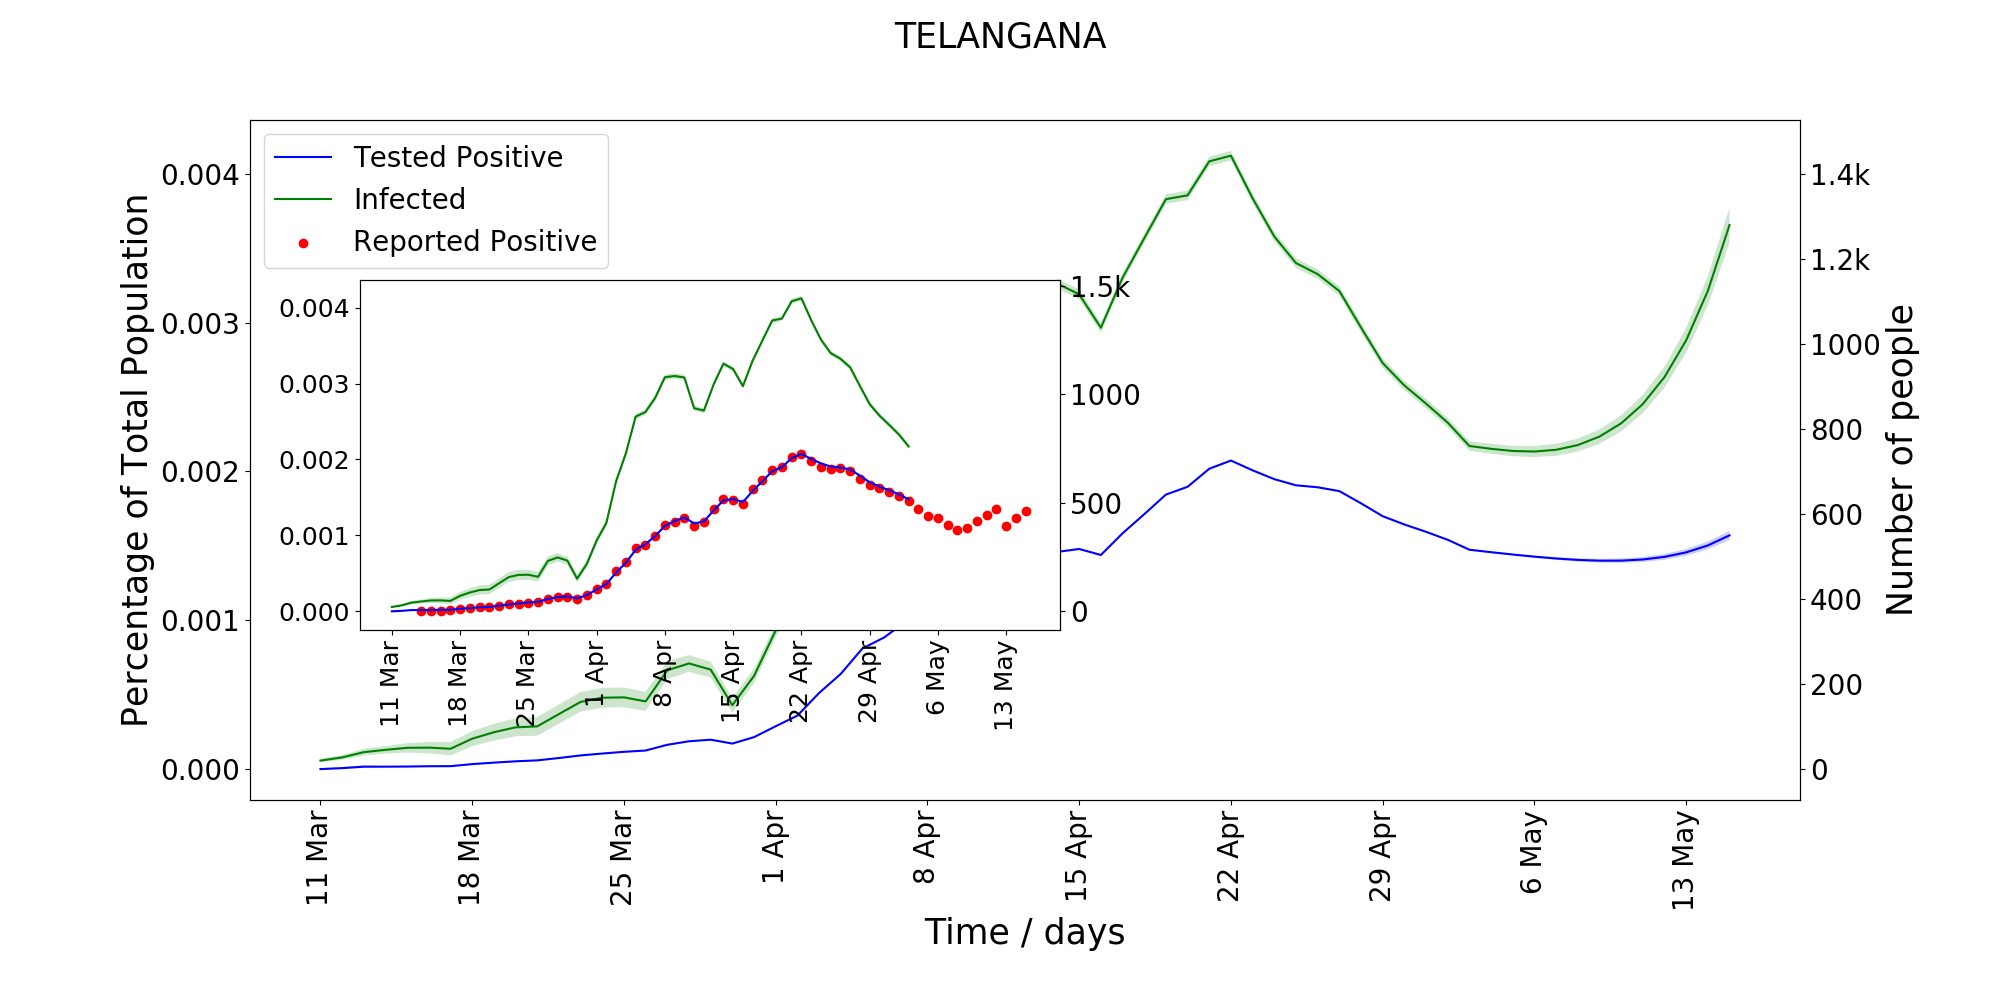 TELANGANA
Tested Positive
Infected
Reported Positive
Percentage of Total Population
0.004
0.003
0.002
0.001
0.000
1.4k
1.2k
1000
800
600
400
200
0
Number of people
0.004
0.003
0.002
0.001
0.000
1.5k
1000
500
0
11 Mar
18 Mar
25 Mar
1 Apr
8 Apr
15 Apr
22 Apr
29 Apr
6 May
13 May
11 Mar
18 Mar
25 Mar
1 Apr
8 Apr
15 Apr
22 Apr
29 Apr
6 May
13 May
Time / days